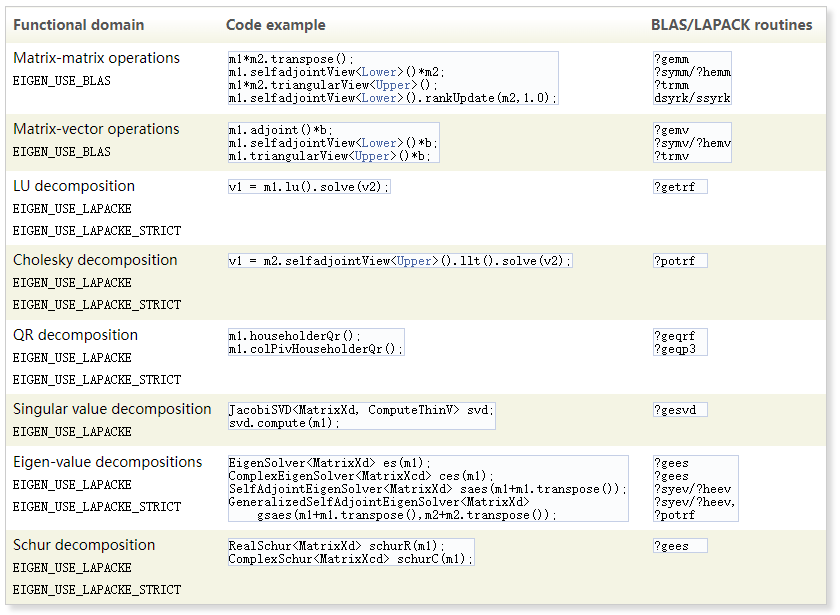 Functional domain Code example BLAS/LAPACK routines
Matrix-matrix operations
EIGEN_USE_BLAS
m1*m2.transpose();
m1.selfadjointView<Lower>()*m2;
m1*m2.triangularView<Upper>();
m1.selfadjointView<Lower>().rankUpdate(m2,1.0);
?gemm
?symm/?hemm
?trmm
dsyrk/ssyrk
Matrix-vector operations
EIGEN_USE_BLAS
m1.adjoint()*b;
m1.selfadjointView<Lower>()*b;
m1.triangularView<Upper>()*b;
?gemv
?symv/?hemv
?trmv
LU decomposition
EIGEN_USE_LAPACKE
EIGEN_USE_LAPACKE_STRICT
v1 = m1.lu().solve(v2);
?getrf
Cholesky decomposition
EIGEN_USE_LAPACKE
EIGEN_USE_LAPACKE_STRICT
v1 = m2.selfadjointView<Upper>().llt().solve(v2);
?potrf
QR decomposition
EIGEN_USE_LAPACKE
EIGEN_USE_LAPACKE_STRICT
m1.householderQr();
m1.colPivHouseholderQr();
?geqrf
?geqp3
Singular value decomposition
EIGEN_USE_LAPACKE
JacobiSVD<MatrixXd, ComputeThinV> svd;
svd.compute(m1);
?gesvd
Eigen-value decompositions
EIGEN_USE_LAPACKE
EIGEN_USE_LAPACKE_STRICT
EigenSolver<MatrixXd> es(m1);
ComplexEigenSolver<MatrixXcd> ces(m1);
SelfAdjointEigenSolver<MatrixXd> saes(m1+m1.transpose());
GeneralizedSelfAdjointEigenSolver<MatrixXd>
gsaes(m1+m1.transpose(),m2+m2.transpose());
?gees
?gees
?syev/?heev
?syev/?heev,
?potrf
Schur decomposition
EIGEN_USE_LAPACKE
EIGEN_USE_LAPACKE_STRICT
RealSchur<MatrixXd> schurR(m1);
ComplexSchur<MatrixXcd> schurC(m1);
?gees